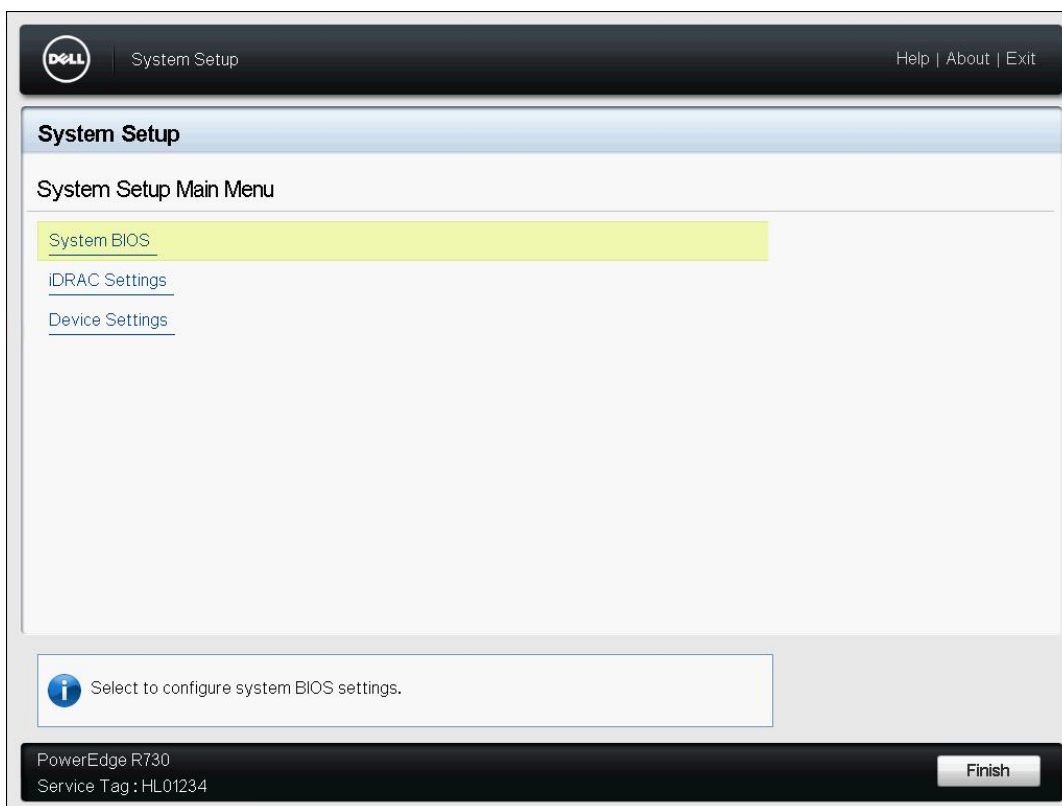 DELL
System Setup
Help | About | Exit
System Setup
System Setup Main Menu
System BIOS
iDRAC Settings
Device Settings
Select to configure system BIOS settings.
PowerEdge R730
Service Tag : HL01234
Finish